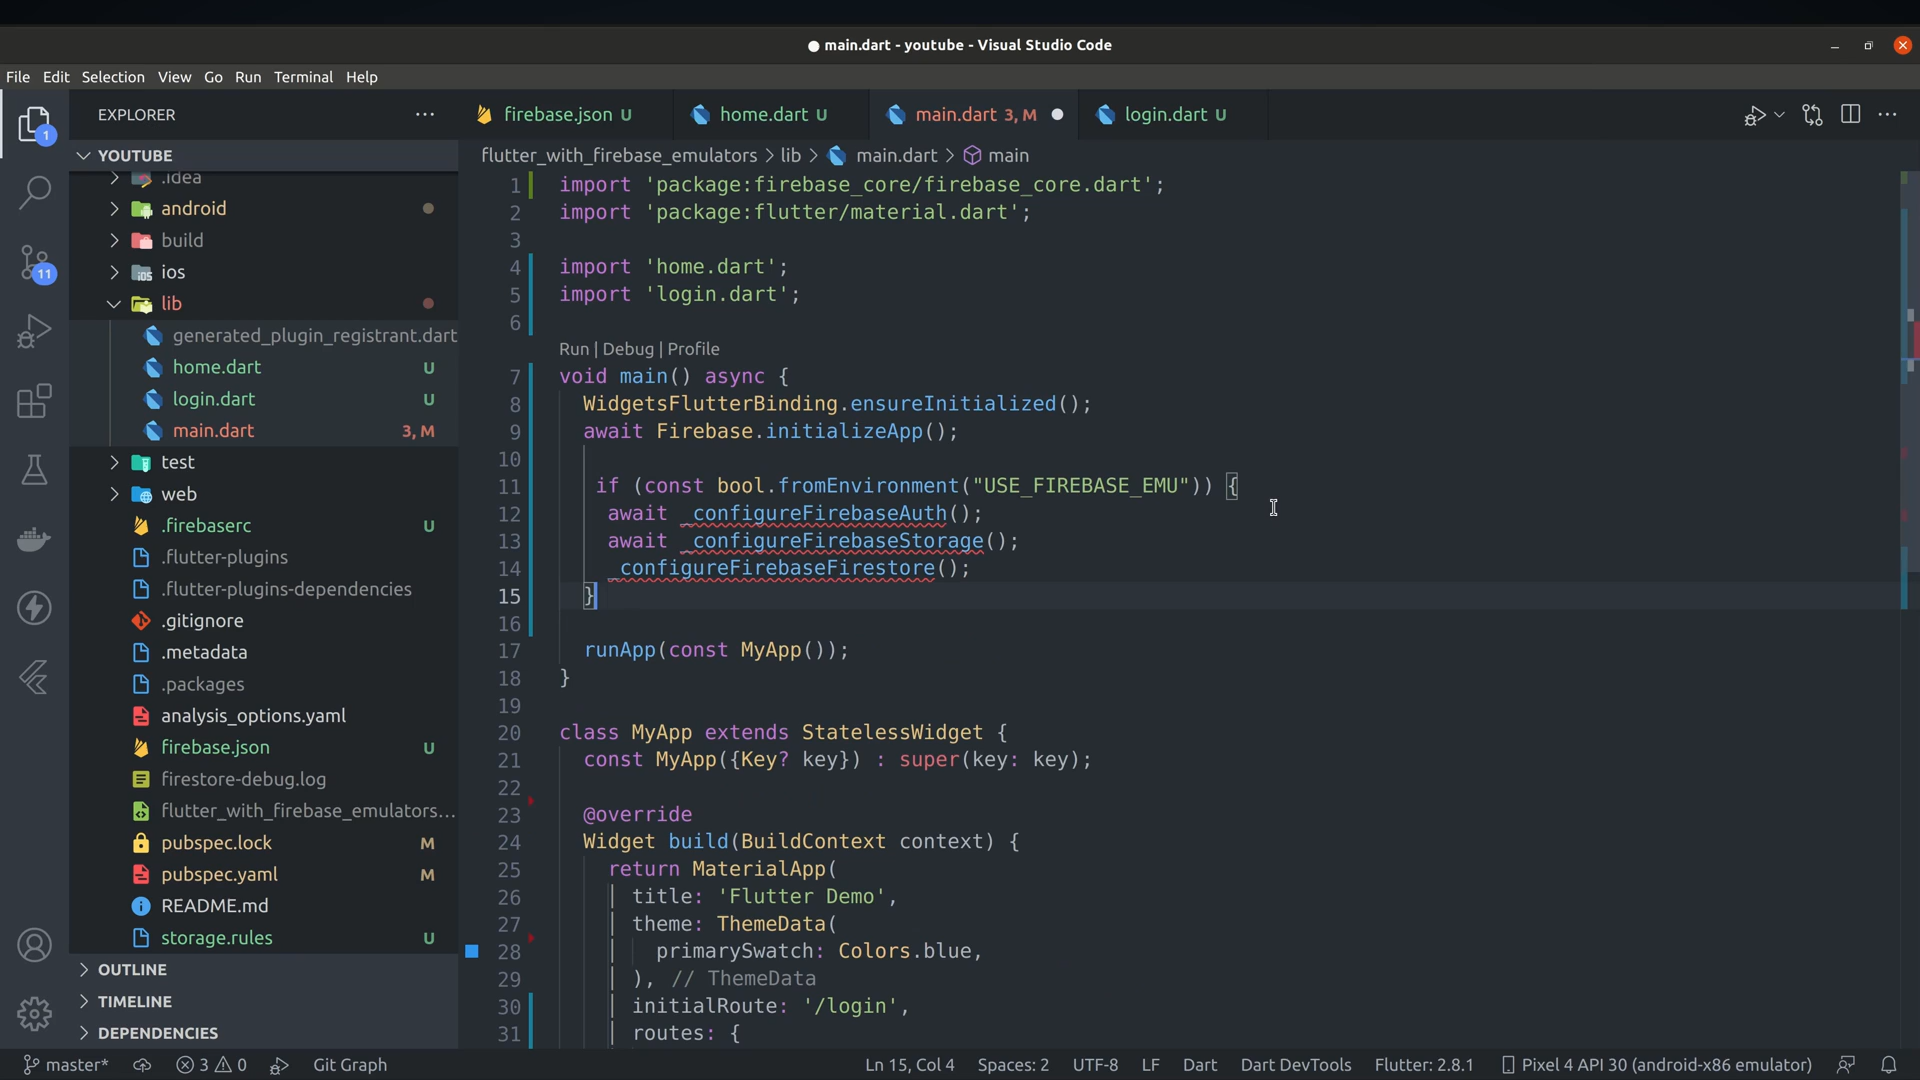 main.dart - youtube - Visual Studio Code
File Edit Selection View Go Run Terminal Help
EXPLORER
firebase.json U
home.dart U
main.dart 3, M
login.dart U
YOUTUBE
flutter_with_firebase_emulators > lib > main.dart > main
.idea
android
build
ios
lib
generated_plugin_registrant.dart
home.dart U
login.dart U
main.dart 3, M
test
web
.firebaserc U
.flutter-plugins
.flutter-plugins-dependencies
.gitignore
.metadata
.packages
analysis_options.yaml
firebase.json U
firestore-debug.log
flutter_with_firebase_emulators...
pubspec.lock M
pubspec.yaml M
README.md
storage.rules U
OUTLINE
TIMELINE
DEPENDENCIES
1
11
1 import 'package:firebase_core/firebase_core.dart';
2 import 'package:flutter/material.dart';
3
4 import 'home.dart';
5 import 'login.dart';
6
Run | Debug | Profile
7 void main() async {
8 WidgetsFlutterBinding.ensureInitialized();
9 await Firebase.initializeApp();
10
11 if (const bool.fromEnvironment("USE_FIREBASE_EMU")) {
12 await _configureFirebaseAuth();
13 await _configureFirebaseStorage();
14 _configureFirebaseFirestore();
15 }
16
17 runApp(const MyApp());
18 }
19
20 class MyApp extends StatelessWidget {
21 const MyApp({Key? key}) : super(key: key);
22
23 @override
24 Widget build(BuildContext context) {
25 return MaterialApp(
26 title: 'Flutter Demo',
27 theme: ThemeData(
28 primarySwatch: Colors.blue,
29 ), // ThemeData
30 initialRoute: '/login',
31 routes: {
master* 3 0 Git Graph Ln 15, Col 4 Spaces: 2 UTF-8 LF Dart Dart DevTools Flutter: 2.8.1 Pixel 4 API 30 (android-x86 emulator)